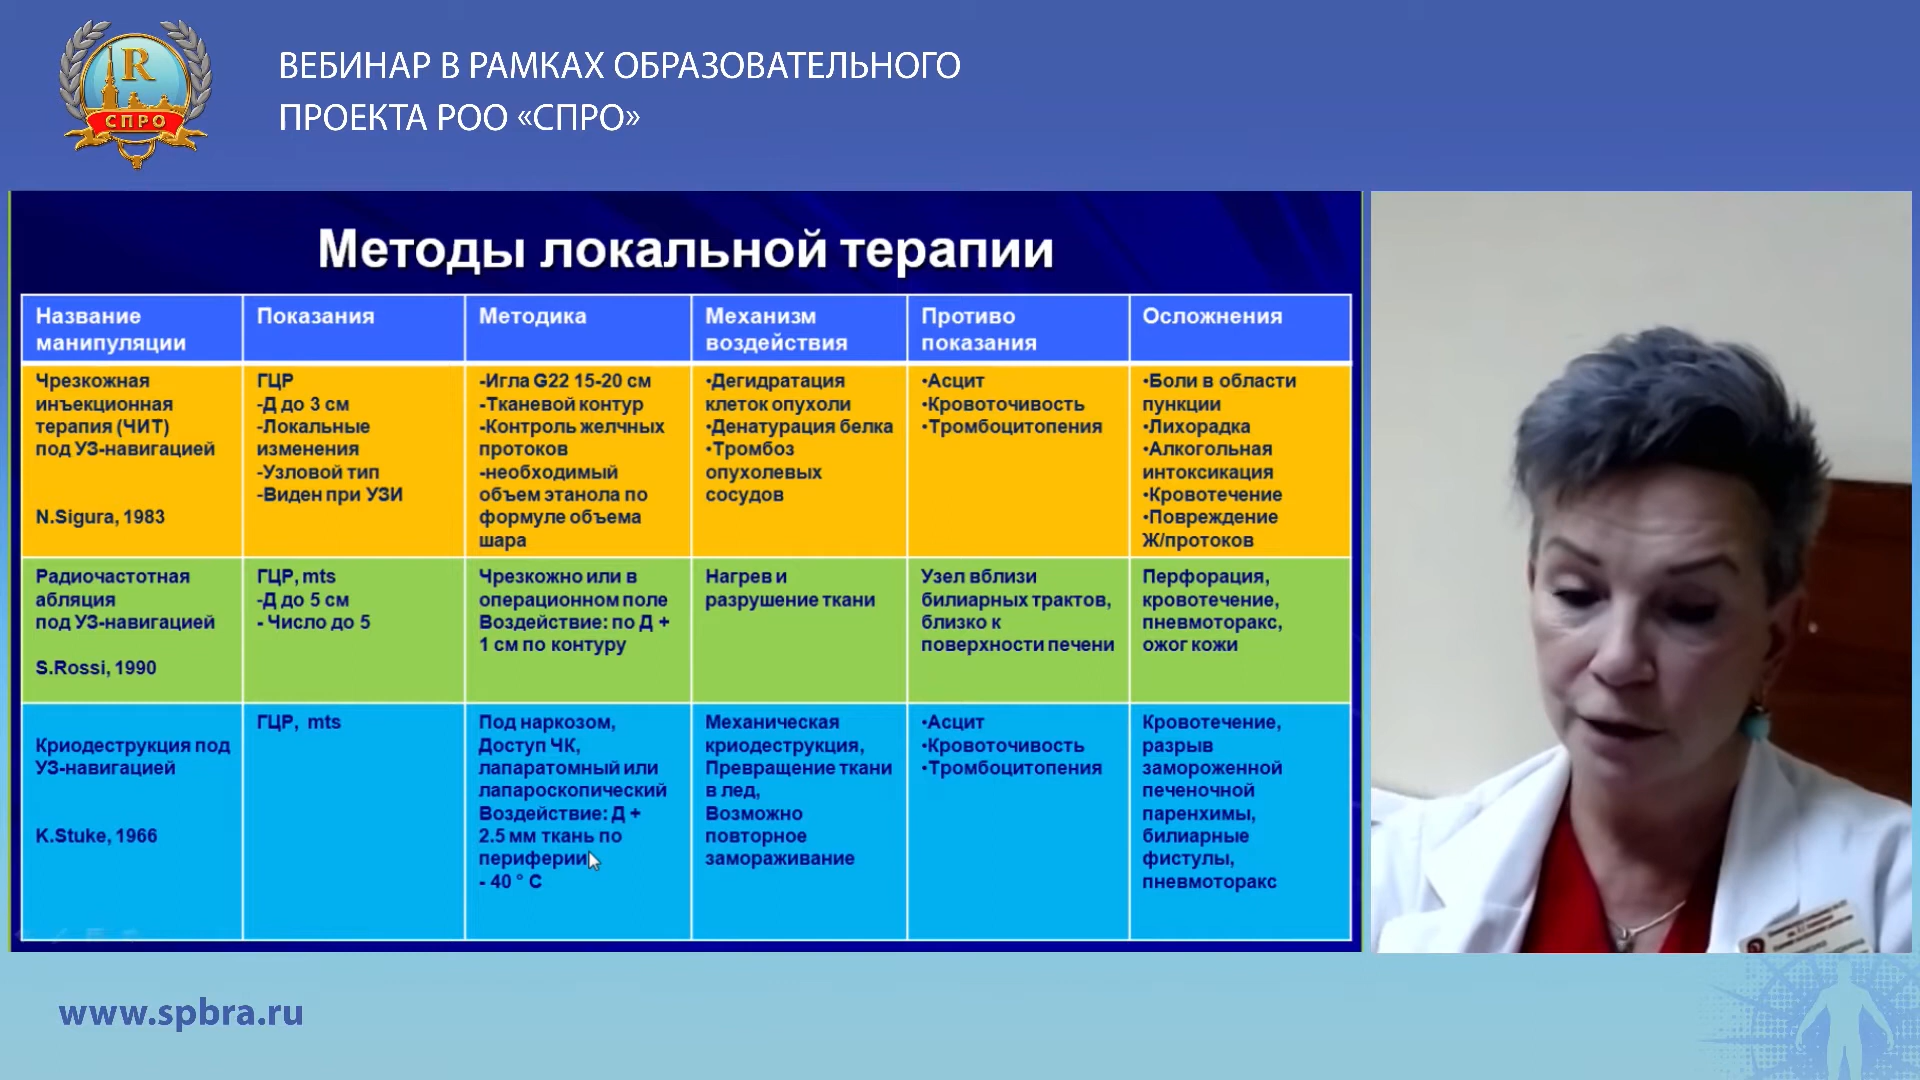 R
СПРО
ВЕБИНАР В РАМКАХ ОБРАЗОВАТЕЛЬНОГО
ПРОЕКТА РОО «СПРО»
Методы локальной терапии
Название
манипуляции
Показания
Методика
Механизм
воздействия
Противо
показания
Осложнения
Чрезкожная
инъекционная
терапия (ЧИТ)
под УЗ-навигацией
N.Sigura, 1983
ГЦР
-Д до 3 см
-Локальные
изменения
-Узловой тип
-Виден при УЗИ
-Игла G22 15-20 см
-Тканевой контур
-Контроль желчных
протоков
-необходимый
объем этанола по
формуле объема
шара
•Дегидратация
клеток опухоли
•Денатурация белка
•Тромбоз
опухолевых
сосудов
•Асцит
•Кровоточивость
•Тромбоцитопения
•Боли в области
пункции
•Лихорадка
•Алкогольная
интоксикация
•Кровотечение
•Повреждение
Ж/протоков
Радиочастотная
абляция
под УЗ-навигацией
S.Rossi, 1990
ГЦР, mts
-Д до 5 см
- Число до 5
Чрезкожно или в
операционном поле
Воздействие: по Д +
1 см по контуру
Нагрев и
разрушение ткани
Узел вблизи
билиарных трактов,
близко к
поверхности печени
Перфорация,
кровотечение,
пневмоторакс,
ожог кожи
Криодеструкция под
УЗ-навигацией
K.Stuke, 1966
ГЦР, mts
Под наркозом,
Доступ ЧК,
лапаратомный или
лапароскопический
Воздействие: Д +
2.5 мм ткань по
периферии
- 40 ° С
Механическая
криодеструкция,
Превращение ткани
в лед,
Возможно
повторное
замораживание
•Асцит
•Кровоточивость
•Тромбоцитопения
Кровотечение,
разрыв
замороженной
печеночной
паренхимы,
билиарные
фистулы,
пневмоторакс
www.spbra.ru